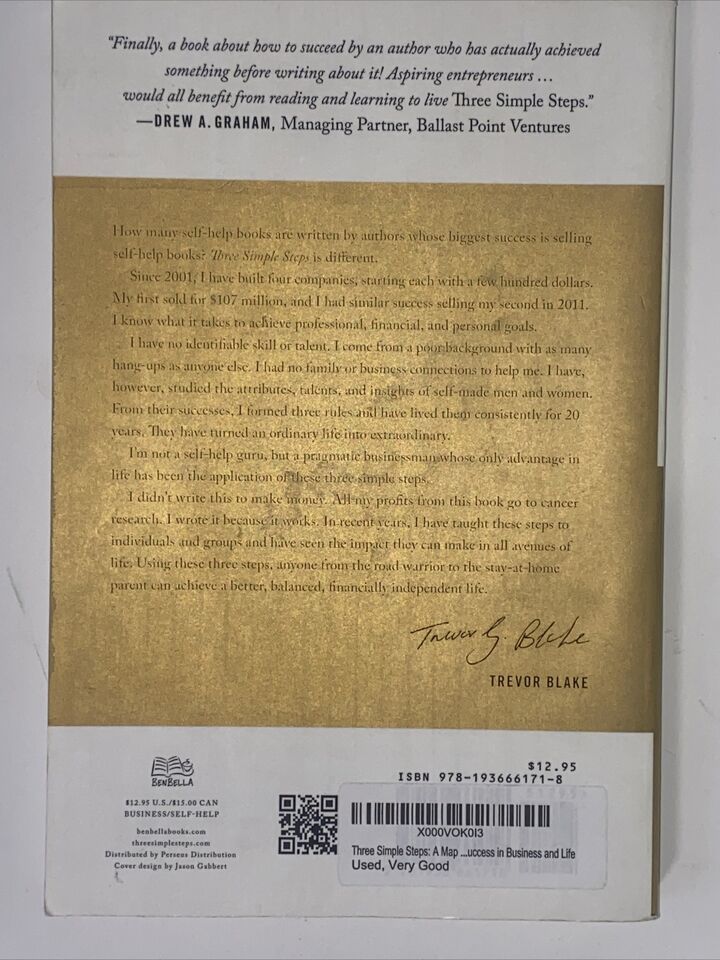 “Finally, a book about how to succeed by an author who has actually achieved
something before writing about it! Aspiring entrepreneurs …
would all benefit from reading and learning to live Three Simple Steps.”
—DREW A. GRAHAM, Managing Partner, Ballast Point Ventures
How many self-help books are written by authors whose biggest success is selling
self-help books? Three Simple Steps is different.
Since 2001, I have built four companies, starting each with a few hundred dollars.
My first sold for $107 million, and I had similar success selling my second in 2011.
I know what it takes to achieve professional, financial, and personal goals.
I have no identifiable skill or talent. I come from a poor background with as many
hang-ups as anyone else. I had no family or business connections to help me. I have,
however, studied the attributes, talents, and insights of self-made men and women.
From their successes, I formed three rules and have lived them consistently for 20
years. They have turned an ordinary life into extraordinary.
I'm not a self-help guru, but a pragmatic businessman whose only advantage in
life has been the application of these three simple steps.
I didn't write this to make money. All my profits from this book go to cancer
research. I wrote it because it works. In recent years, I have taught these steps to
individuals and groups and have seen the impact they can make in all avenues of
life. Using these three steps, anyone from the road warrior to the stay-at-home
parent can achieve a better, balanced, financially independent life.
Trevor G. Blake
TREVOR BLAKE
$12.95
ISBN 978-193666171-8
BENBELLA
$12.95 U.S./$15.00 CAN
BUSINESS/SELF-HELP
benbellabooks.com
threesimplesteps.com
Distributed by Perseus Distribution
Cover design by Jason Gabbert
X000VOK0I3
Three Simple Steps: A Map ...uccess in Business and Life
Used, Very Good